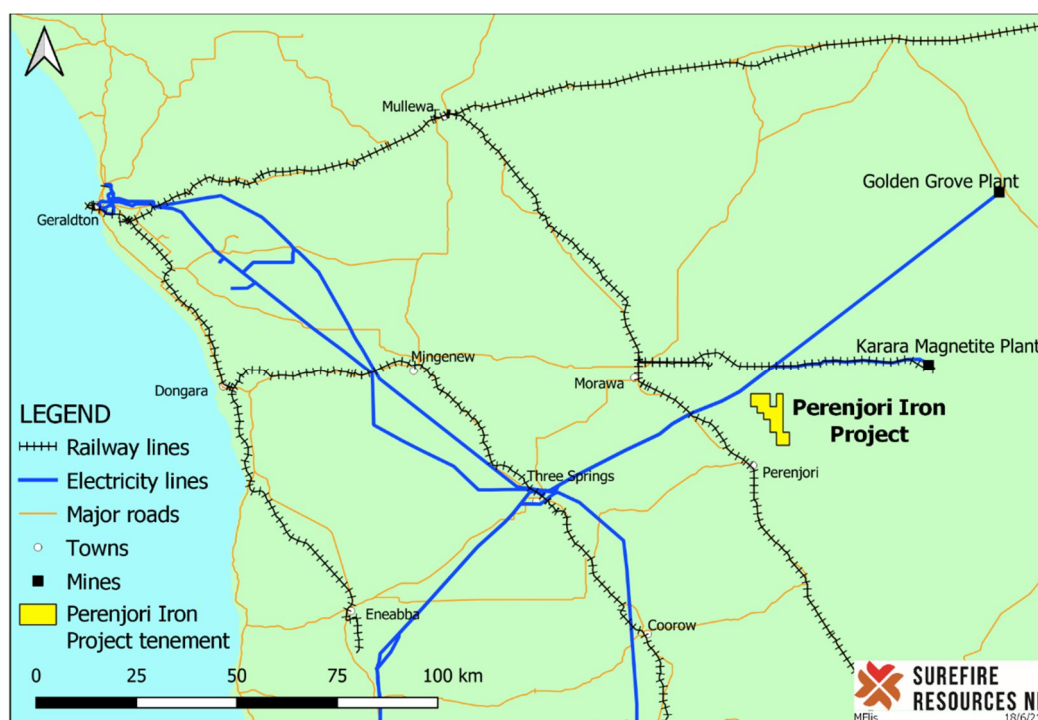 Mullewa
Golden Grove Plant
Geraldton
Karara Magnetite Plant
Mingenew
Morawa
Dongara
Perenjori Iron
Project
Perenjori
Three Springs
Eneabba
Coorow
LEGEND
Railway lines
Electricity lines
Major roads
Towns
Mines
Perenjori Iron
Project tenement
0 25 50 75 100 km
SUREFIRE
RESOURCES
MFlis